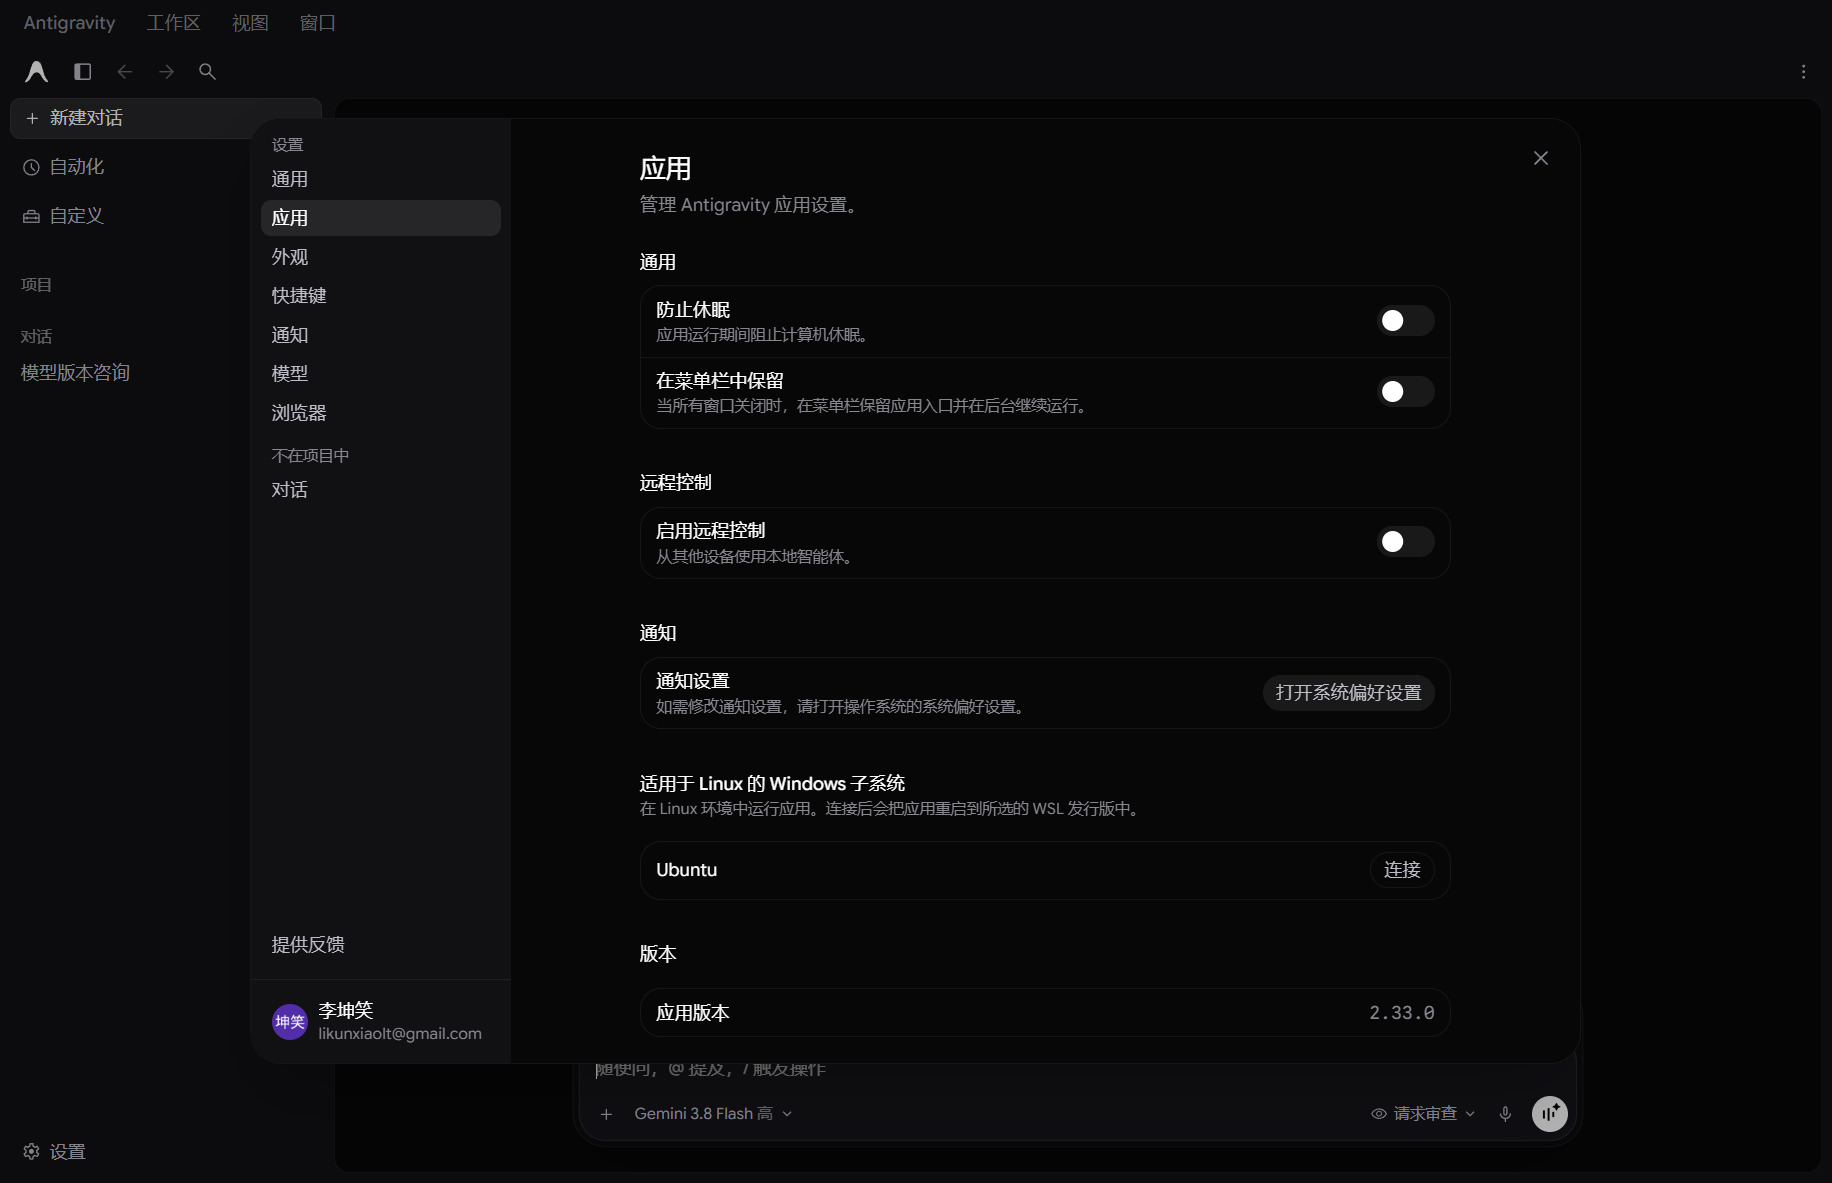 Antigravity 工作区 视图 窗口
新建对话
自动化
自定义
项目
对话
模型版本咨询
设置
设置
通用
应用
外观
快捷键
通知
模型
浏览器
不在项目中
对话
提供反馈
坤笑
李坤笑
likunxiaolt@gmail.com
应用
管理 Antigravity 应用设置。
通用
防止休眠
应用运行期间阻止计算机休眠。
在菜单栏中保留
当所有窗口关闭时，在菜单栏保留应用入口并在后台继续运行。
远程控制
启用远程控制
从其他设备使用本地智能体。
通知
通知设置
如需修改通知设置，请打开操作系统的系统偏好设置。
打开系统偏好设置
适用于 Linux 的 Windows 子系统
在 Linux 环境中运行应用。连接后会把应用重启到所选的 WSL 发行版中。
Ubuntu 连接
版本
应用版本 2.33.0
随便问，@ 提及，/ 触发操作
Gemini 3.8 Flash 高 请求审查